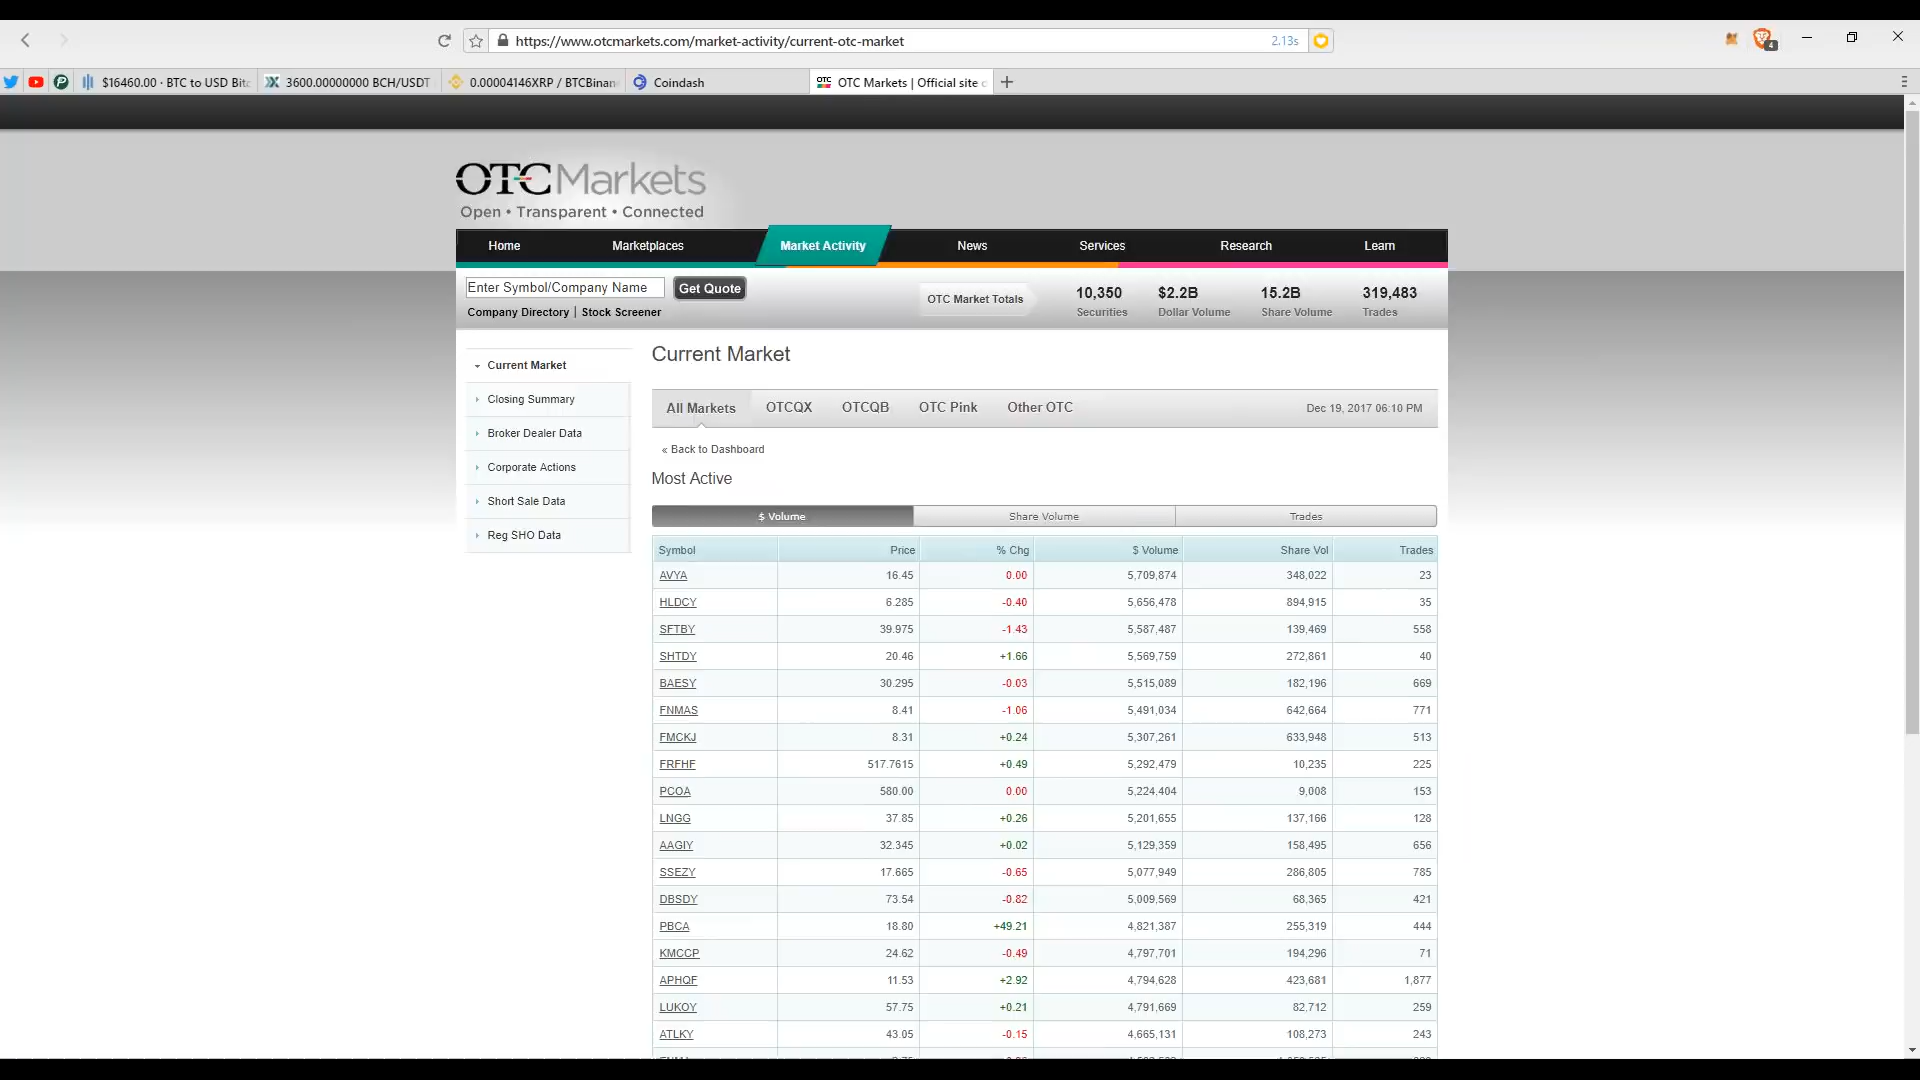 https://www.otcmarkets.com/market-activity/current-otc-market 2.13s 4
$16460.00 · BTC to USD Bitc 3600.00000000 BCH/USDT 0.00004146XRP / BTCBinan Coindash OTC Markets | Official site
OTC Markets
Open • Transparent • Connected
Home Marketplaces Market Activity News Services Research Learn
Enter Symbol/Company Name Get Quote
Company Directory | Stock Screener
OTC Market Totals
10,350 $2.2B 15.2B 319,483
Securities Dollar Volume Share Volume Trades
Current Market
Closing Summary
Broker Dealer Data
Corporate Actions
Short Sale Data
Reg SHO Data
Current Market
All Markets OTCQX OTCQB OTC Pink Other OTC Dec 19, 2017 06:10 PM
« Back to Dashboard
Most Active
$ Volume Share Volume Trades
Symbol Price % Chg $ Volume Share Vol Trades
AVYA 16.45 0.00 5,709,874 348,022 23
HLDCY 6.285 -0.40 5,656,478 894,915 35
SFTBY 39.975 -1.43 5,587,487 139,469 558
SHTDY 20.46 +1.66 5,569,759 272,861 40
BAESY 30.295 -0.03 5,515,089 182,196 669
FNMAS 8.41 -1.06 5,491,034 642,664 771
FMCKJ 8.31 +0.24 5,307,261 633,948 513
FRFHF 517.7615 +0.49 5,292,479 10,235 225
PCOA 580.00 0.00 5,224,404 9,008 153
LNGG 37.85 +0.26 5,201,655 137,166 128
AAGIY 32.345 +0.02 5,129,359 158,495 656
SSEZY 17.665 -0.65 5,077,949 286,805 785
DBSDY 73.54 -0.82 5,009,569 68,365 421
PBCA 18.80 +49.21 4,821,387 255,319 444
KMCCP 24.62 -0.49 4,797,701 194,296 71
APHQF 11.53 +2.92 4,794,628 423,681 1,877
LUKOY 57.75 +0.21 4,791,669 82,712 259
ATLKY 43.05 -0.15 4,665,131 108,273 243